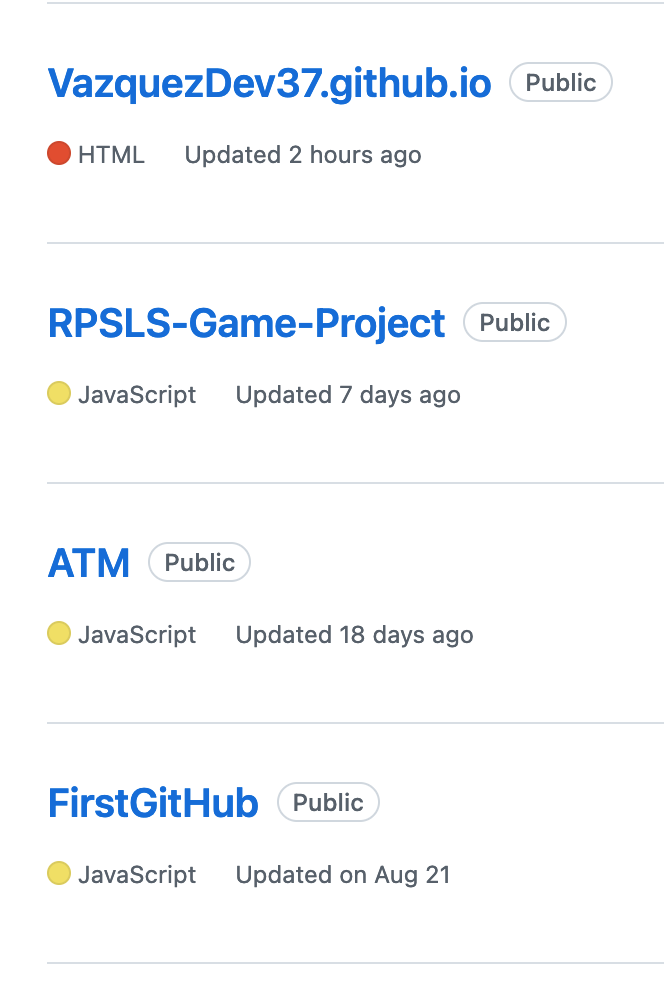 VazquezDev37.github.io Public
HTML Updated 2 hours ago
RPSLS-Game-Project Public
JavaScript Updated 7 days ago
ATM Public
JavaScript Updated 18 days ago
FirstGitHub Public
JavaScript Updated on Aug 21